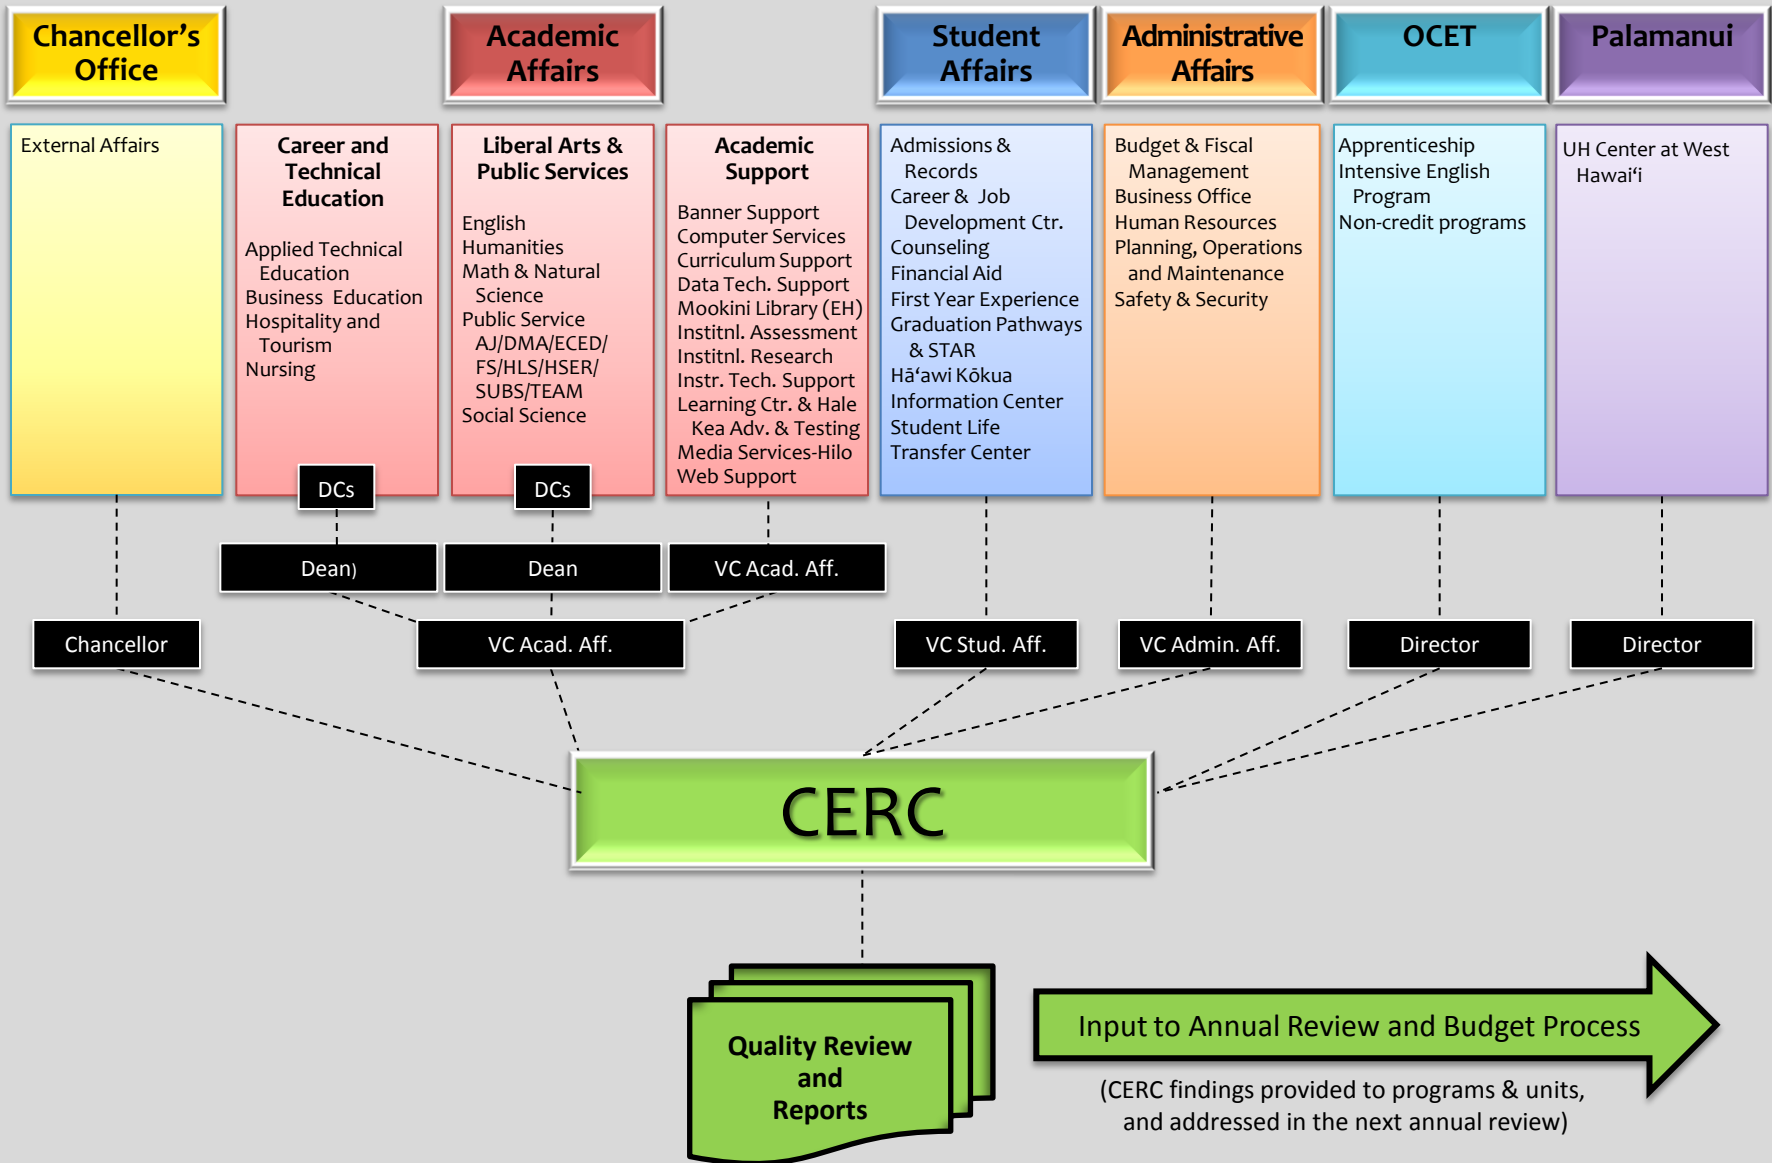 Chancellor's
Office
Academic
Affairs
Student
Affairs
Administrative
Affairs
OCET
Palamanui
External Affairs
Career and
Technical
Education
Applied Technical
Education
Business Education
Hospitality and
Tourism
Nursing
Liberal Arts &
Public Services
English
Humanities
Math & Natural
Science
Public Service
AJ/DMA/ECED/
FS/HLS/HSER/
SUBS/TEAM
Social Science
Academic
Support
Banner Support
Computer Services
Curriculum Support
Data Tech. Support
Mookini Library (EH)
Institnl. Assessment
Institnl. Research
Instr. Tech. Support
Learning Ctr. & Hale
Kea Adv. & Testing
Media Services-Hilo
Web Support
Admissions &
Records
Career & Job
Development Ctr.
Counseling
Financial Aid
First Year Experience
Graduation Pathways
& STAR
Hāʻawi Kōkua
Information Center
Student Life
Transfer Center
Budget & Fiscal
Management
Business Office
Human Resources
Planning, Operations
and Maintenance
Safety & Security
Apprenticeship
Intensive English
Program
Non-credit programs
UH Center at West
Hawaiʻi
DCs
DCs
Dean)
Dean
VC Acad. Aff.
Chancellor
VC Acad. Aff.
VC Stud. Aff.
VC Admin. Aff.
Director
Director
CERC
Quality Review
and
Reports
Input to Annual Review and Budget Process
(CERC findings provided to programs & units,
and addressed in the next annual review)